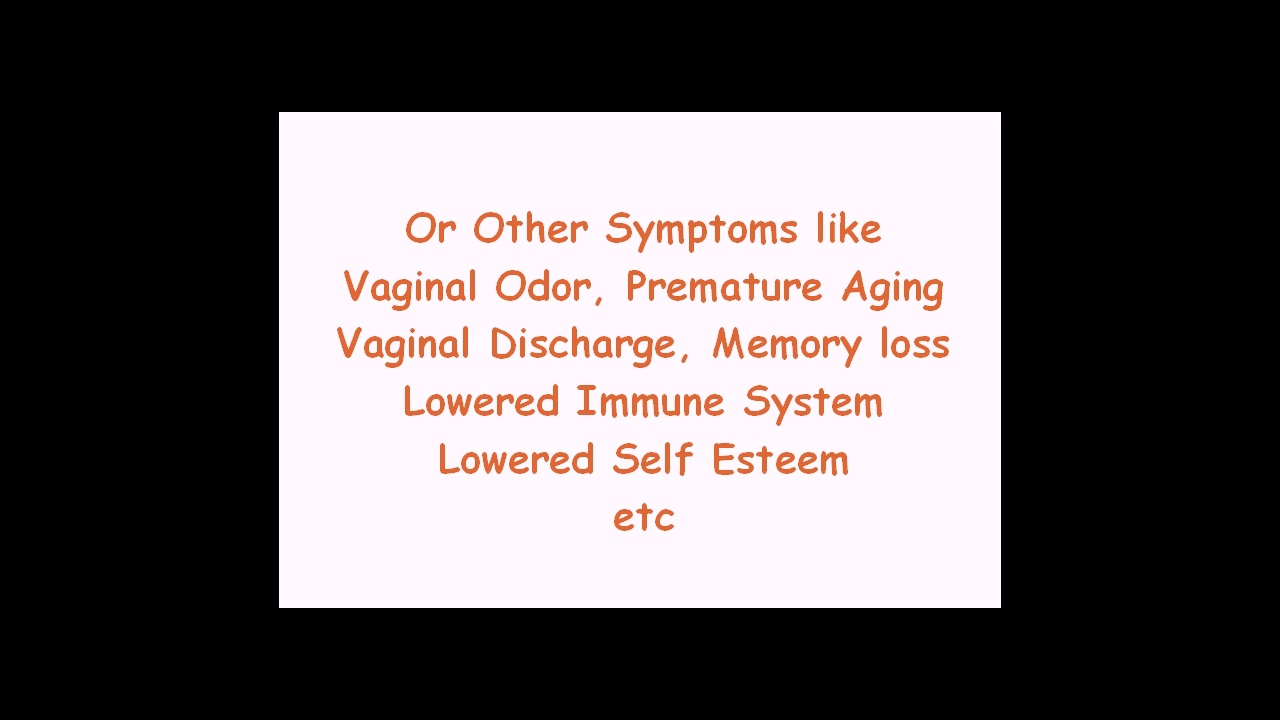 Or Other Symptoms like
Vaginal Odor, Premature Aging
Vaginal Discharge, Memory loss
Lowered Immune System
Lowered Self Esteem
etc